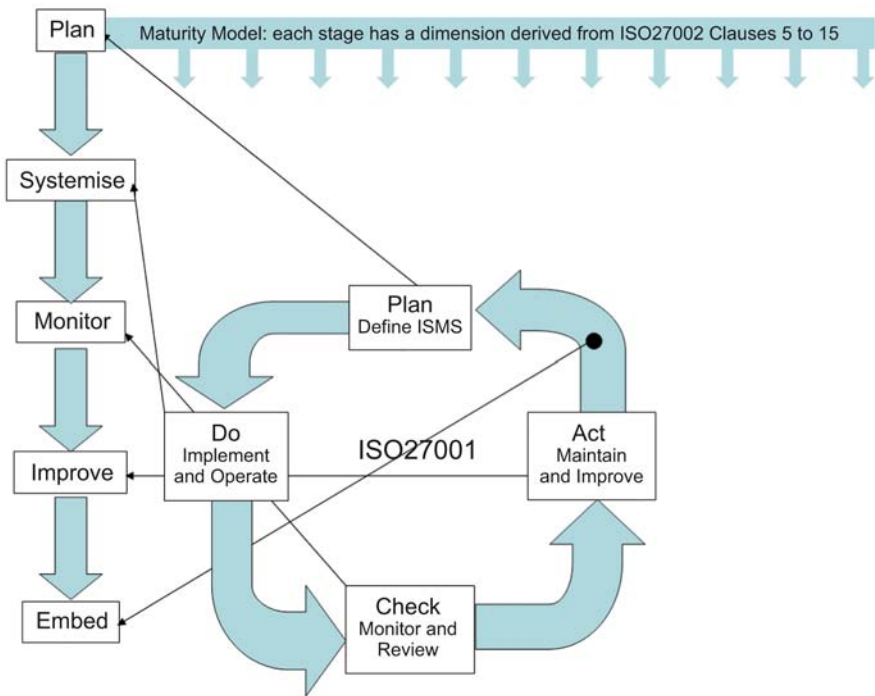 Plan
Maturity Model: each stage has a dimension derived from ISO27002 Clauses 5 to 15
Systemise
Monitor
Improve
Embed
Plan
Define ISMS
Do
Implement
and Operate
ISO27001
Act
Maintain
and Improve
Check
Monitor and
Review